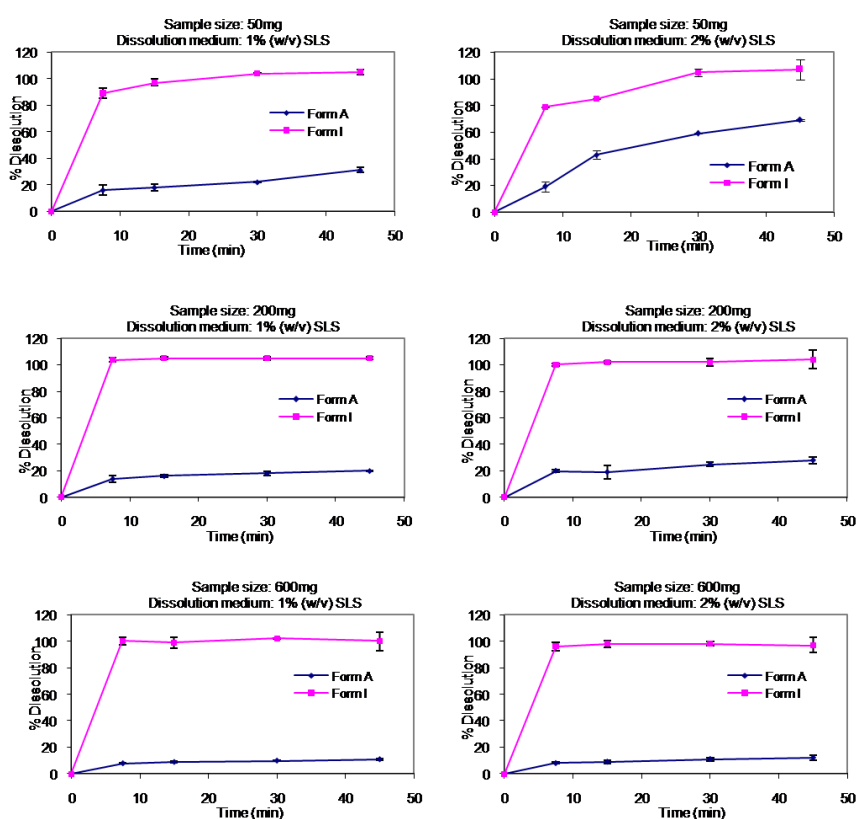 Sample size: 50mg
Dissolution medium: 1% (w/v) SLS
% Dissolution
120
100
80
60
40
20
0
Form A
Form I
0 10 20 30 40 50
Time (min)
Sample size: 50mg
Dissolution medium: 2% (w/v) SLS
% Dissolution
120
100
80
60
40
20
0
Form A
Form I
0 10 20 30 40 50
Time (min)
Sample size: 200mg
Dissolution medium: 1% (w/v) SLS
% Dissolution
120
100
80
60
40
20
0
Form A
Form I
0 10 20 30 40 50
Time (min)
Sample size: 200mg
Dissolution medium: 2% (w/v) SLS
% Dissolution
120
100
80
60
40
20
0
Form A
Form I
0 10 20 30 40 50
Time (min)
Sample size: 600mg
Dissolution medium: 1% (w/v) SLS
% Dissolution
120
100
80
60
40
20
0
Form A
Form I
0 10 20 30 40 50
Time (min)
Sample size: 600mg
Dissolution medium: 2% (w/v) SLS
% Dissolution
120
100
80
60
40
20
0
Form A
Form I
0 10 20 30 40 50
Time (min)